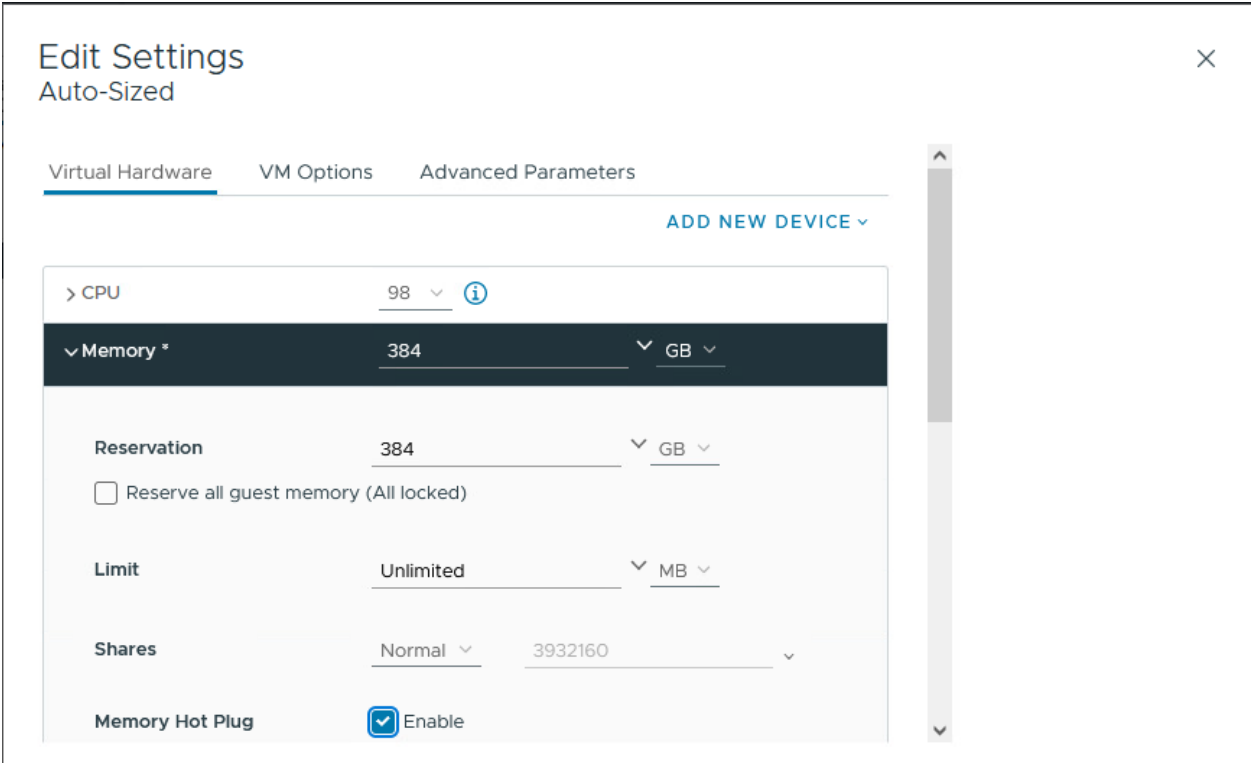 Edit Settings
Auto-Sized
Virtual Hardware VM Options Advanced Parameters
ADD NEW DEVICE
CPU 98
Memory * 384 GB
Reservation 384 GB
Reserve all guest memory (All locked)
Limit Unlimited MB
Shares Normal 3932160
Memory Hot Plug Enable